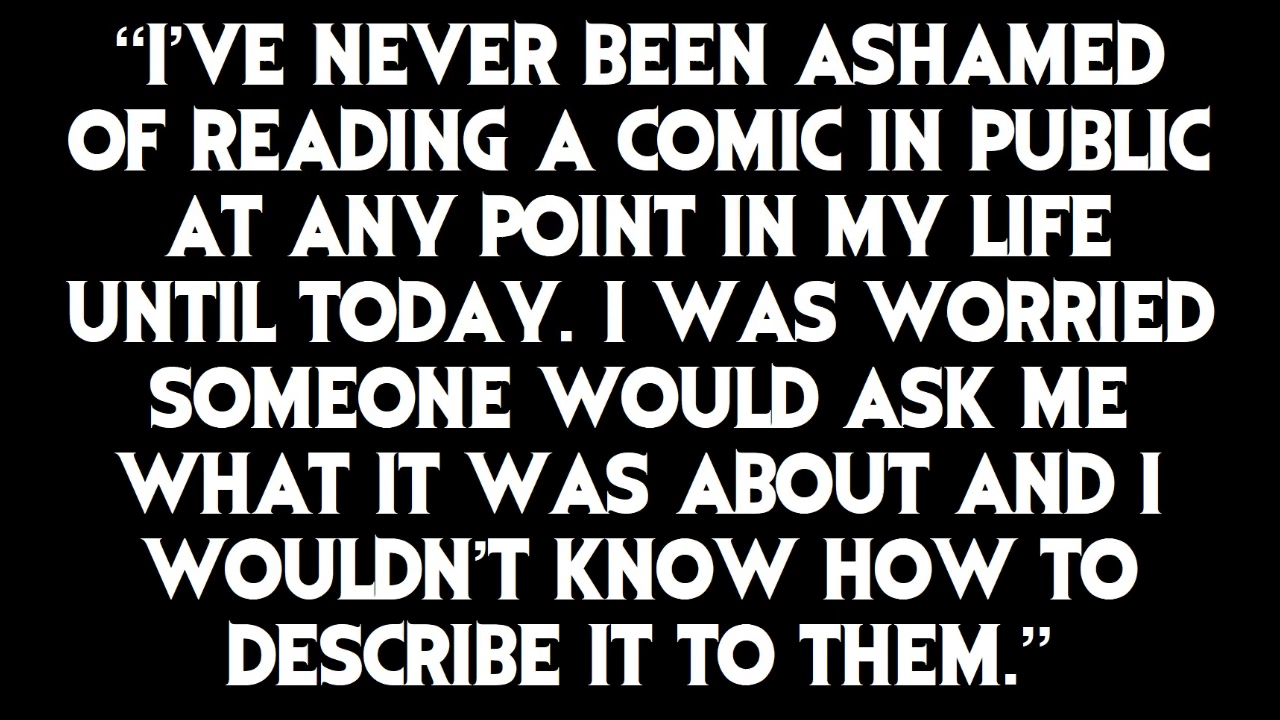 “I’VE NEVER BEEN ASHAMED
OF READING A COMIC IN PUBLIC
AT ANY POINT IN MY LIFE
UNTIL TODAY. I WAS WORRIED
SOMEONE WOULD ASK ME
WHAT IT WAS ABOUT AND I
WOULDN’T KNOW HOW TO
DESCRIBE IT TO THEM.”